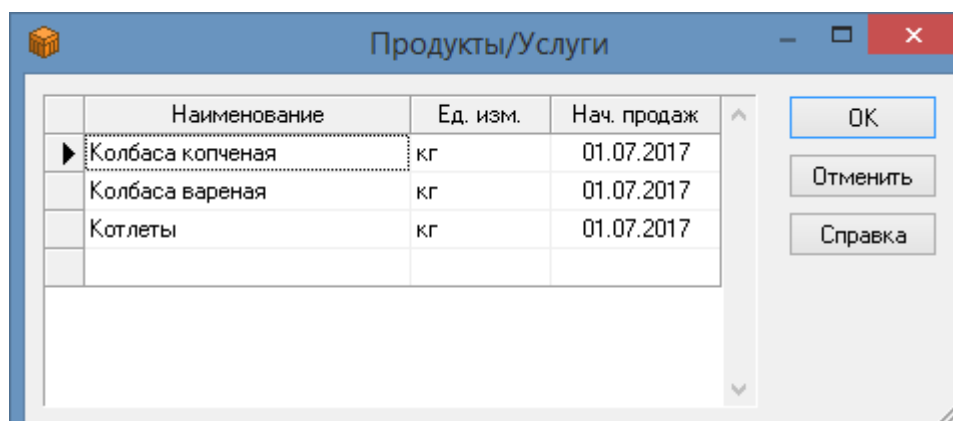 Продукты/Услуги
Наименование Ед. изм. Нач. продаж
Колбаса копченая кг 01.07.2017
Колбаса вареная кг 01.07.2017
Котлеты кг 01.07.2017
OK
Отменить
Справка